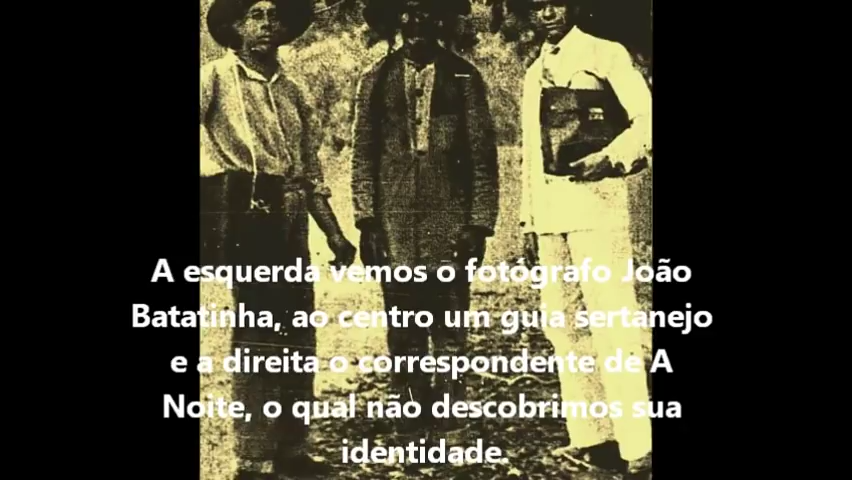 A esquerda vemos o fotógrafo João
Batatinha, ao centro um guia sertanejo
e a direita o correspondente de A
Noite, o qual não descobrimos sua
identidade.